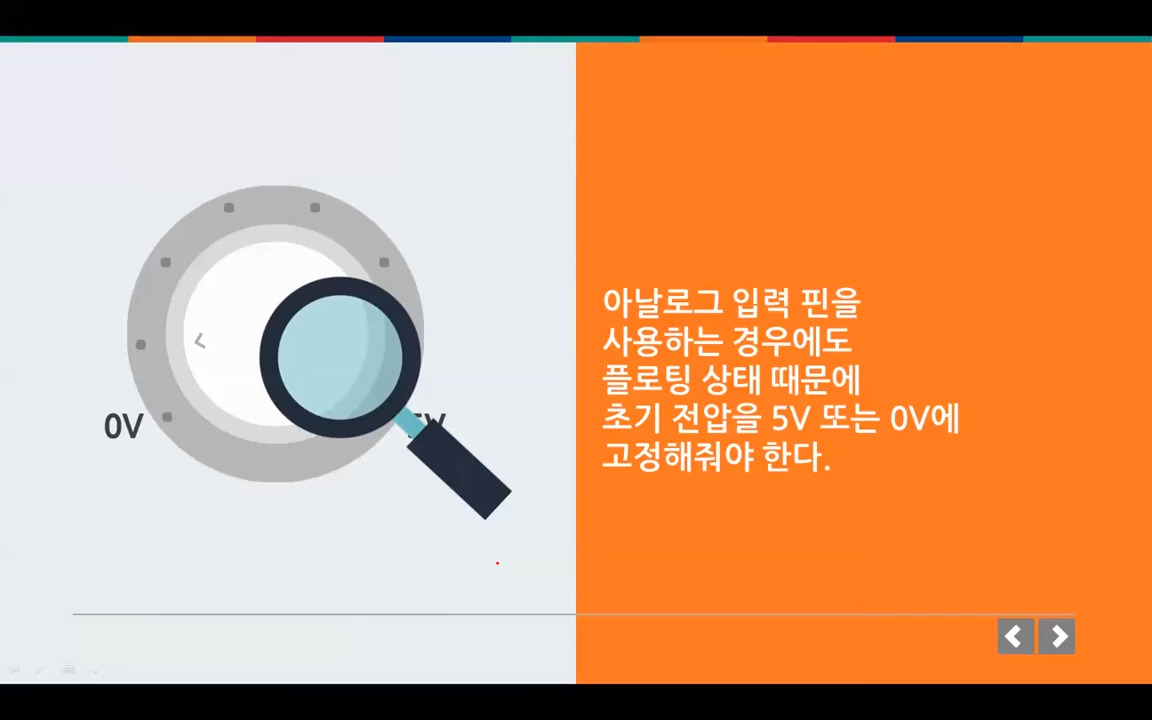 아날로그 입력 핀을
사용하는 경우에도
플로팅 상태 때문에
초기 전압을 5V 또는 0V에
고정해줘야 한다.
0V